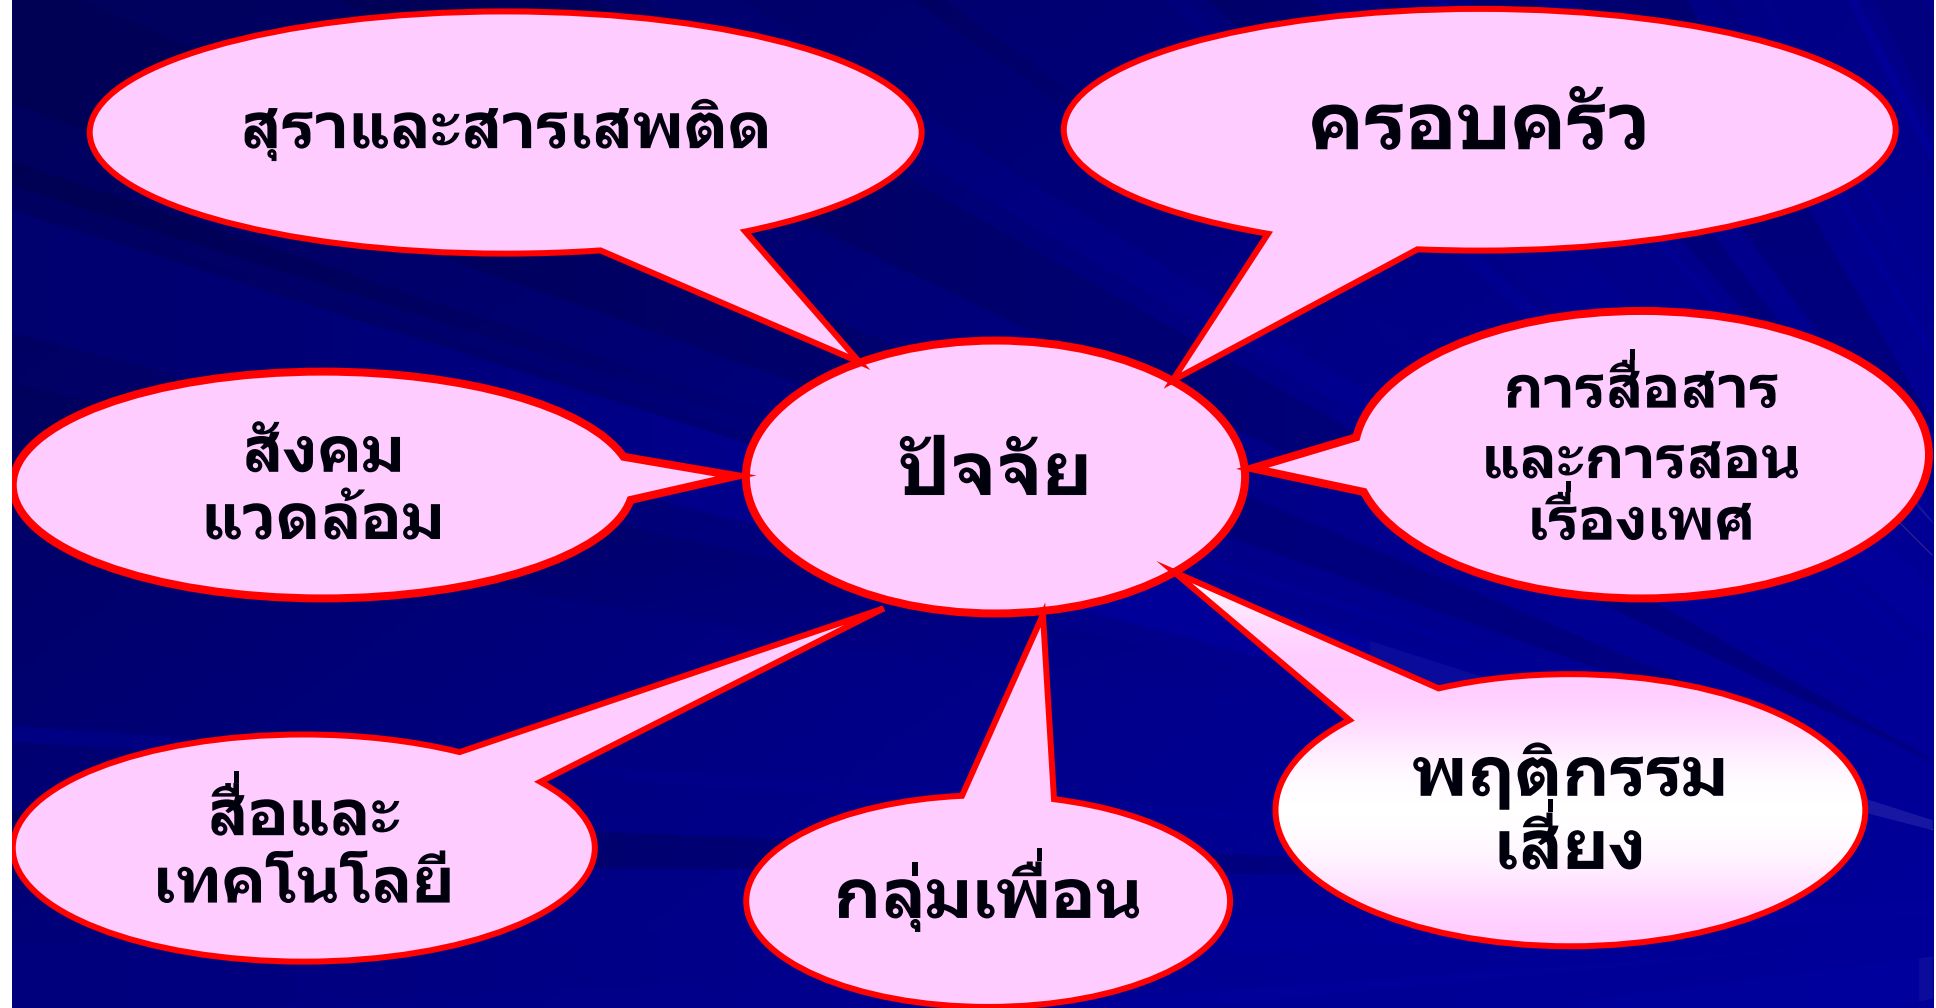 สุราและสารเสพติด
ครอบครัว
การสื่อสาร
และการสอน
เรื่องเพศ
สังคม
แวดล้อม
ปัจจัย
พฤติกรรม
เสี่ยง
สื่อและ
เทคโนโลยี
กลุ่มเพื่อน